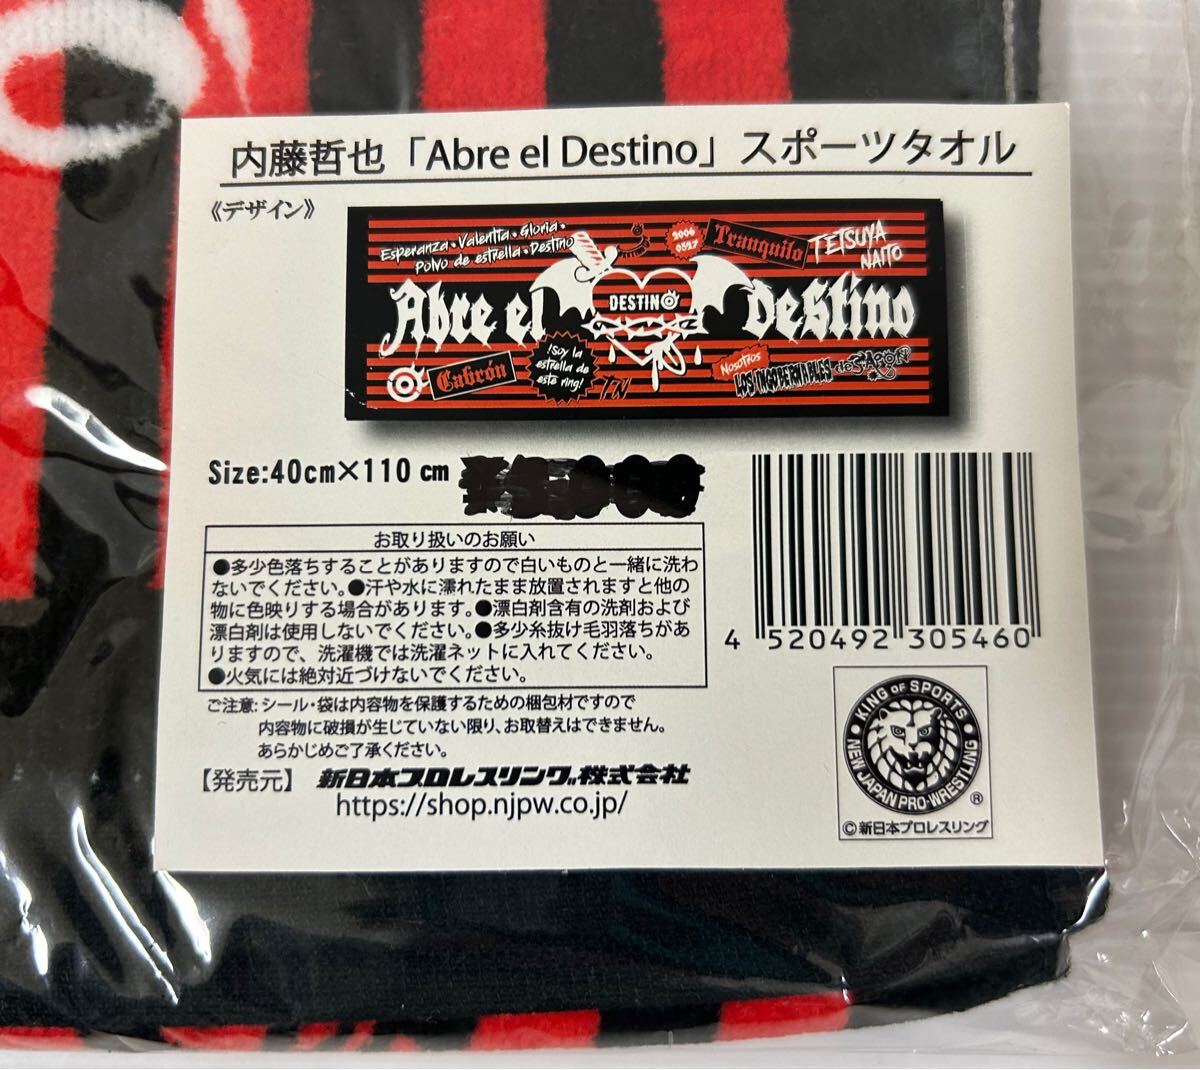 内藤哲也「Abre el Destino」スポーツタオル
《デザイン》
Esperanza・Valentia・Gloria・
Polvo de estrella・Destino
2006
0527
Tranquilo
TETSUYA
NAITO
Abre el
DESTINO
Destino
Cabrón
!Soy la
estrella de
este ring!
TN
Nosotros
LOS INGOBERNABLES de JAPON
Size:40cm×110cm
お取り扱いのお願い
●多少色落ちすることがありますので白いものと一緒に洗わ
ないでください。●汗や水に濡れたまま放置されますと他の
物に色映りする場合があります。●漂白剤含有の洗剤および
漂白剤は使用しないでください。●多少糸抜け毛羽落ちがあ
りますので、洗濯機では洗濯ネットに入れてください。
●火気には絶対近づけないでください。
ご注意:シール・袋は内容物を保護するための梱包材ですので
内容物に破損が生じていない限り、お取替えはできません。
あらかじめご了承ください。
【発売元】 新日本プロレスリング株式会社
https://shop.njpw.co.jp/
4 520492 305460
KING OF SPORTS
NEW JAPAN PRO-WRESTLING
®
©新日本プロレスリング